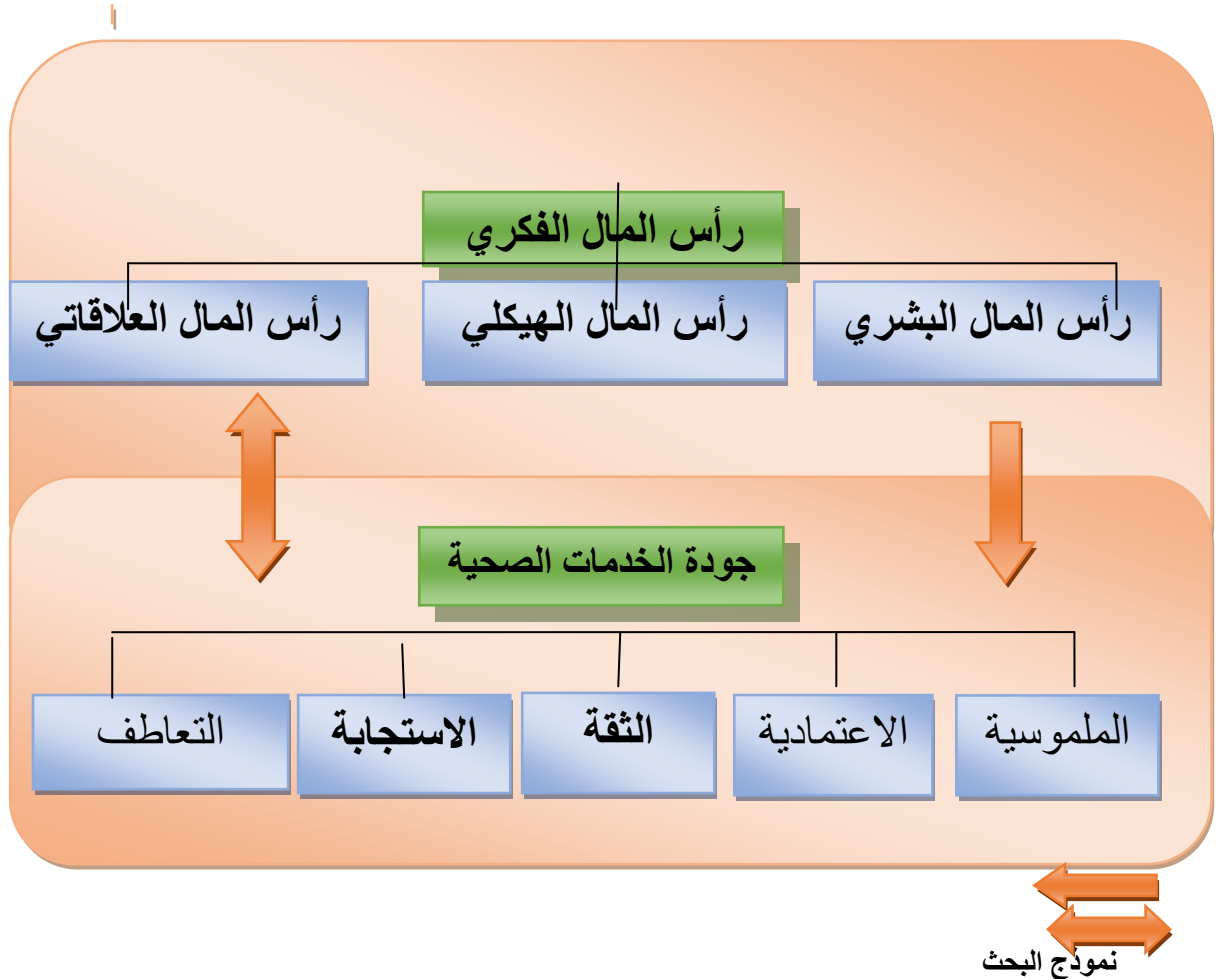 رأس المال الفكري
رأس المال البشري
رأس المال الهيكلي
رأس المال العلاقاتي
جودة الخدمات الصحية
الملموسية
الاعتمادية
الثقة
الاستجابة
التعاطف
نموذج البحث